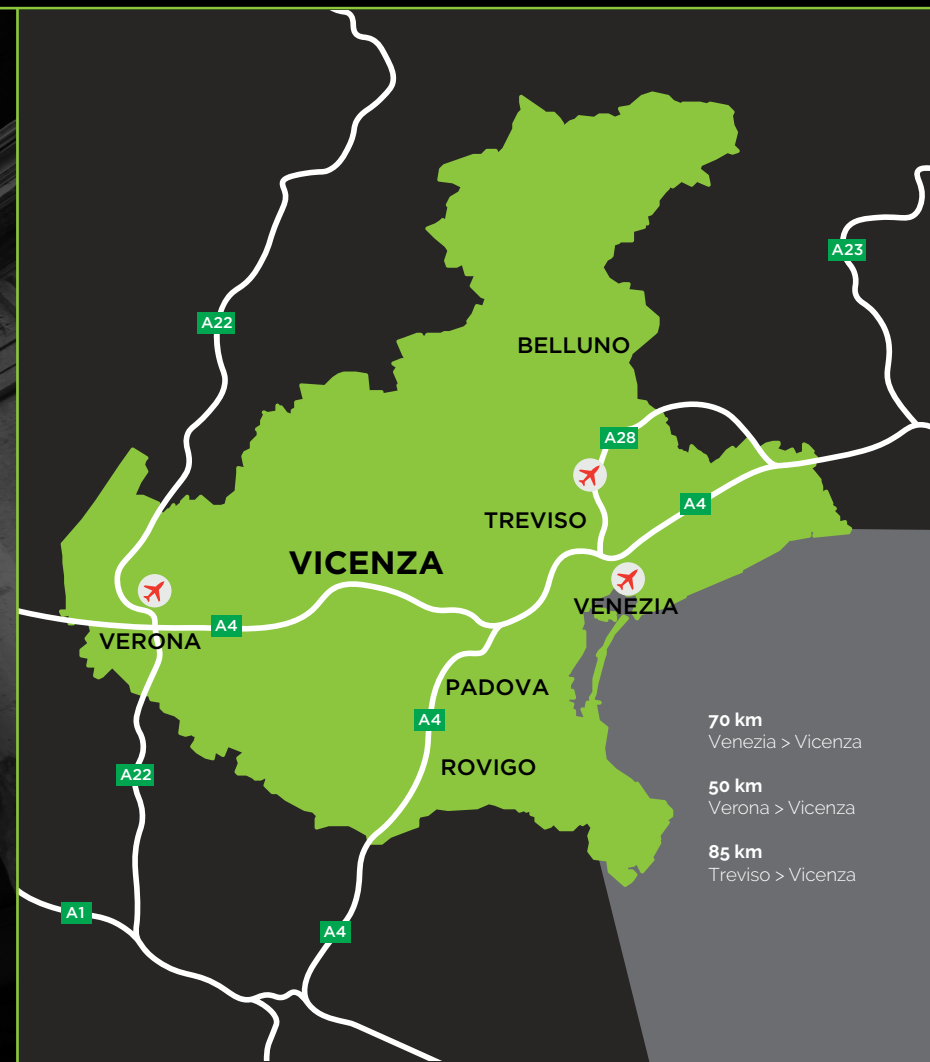 A23
A22
BELLUNO
A28
A4
TREVISO
VICENZA
VENEZIA
A4
VERONA
PADOVA
A4
70 km
Venezia > Vicenza
ROVIGO
A22
50 km
Verona > Vicenza
85 km
Treviso > Vicenza
A1
A4